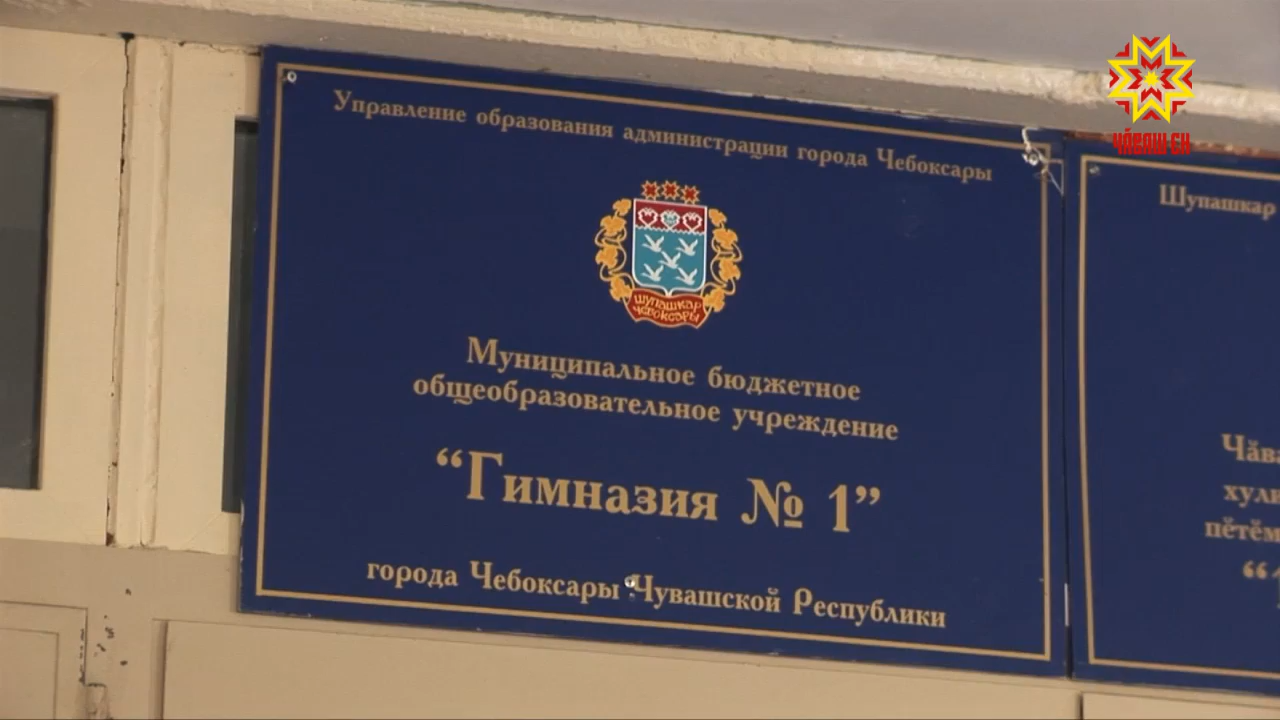 Управление образования администрации города Чебоксары
ШУПАШКАР
ЧЕБОКСАРЫ
Муниципальное бюджетное
общеобразовательное учреждение
“Гимназия № 1”
города Чебоксары Чувашской Республики
ЧӐВАШ ЕН
Шупашкар